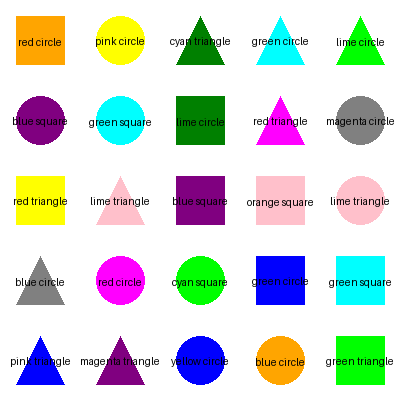 red circle pink circle cyan triangle green circle lime circle
blue square green square lime circle red triangle magenta circle
red triangle lime triangle blue square orange square lime triangle
blue circle red circle cyan square green circle green square
pink triangle magenta triangle yellow circle blue circle green triangle